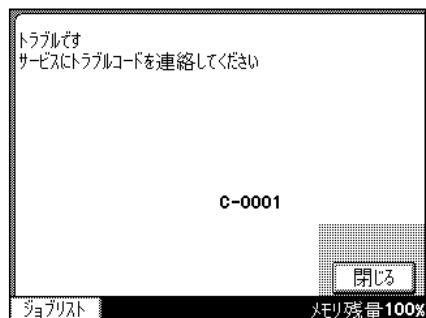 トラブルです
サービスにトラブルコードを連絡してください
C-0001
閉じる
ジョブリスト
メモリ残量100%